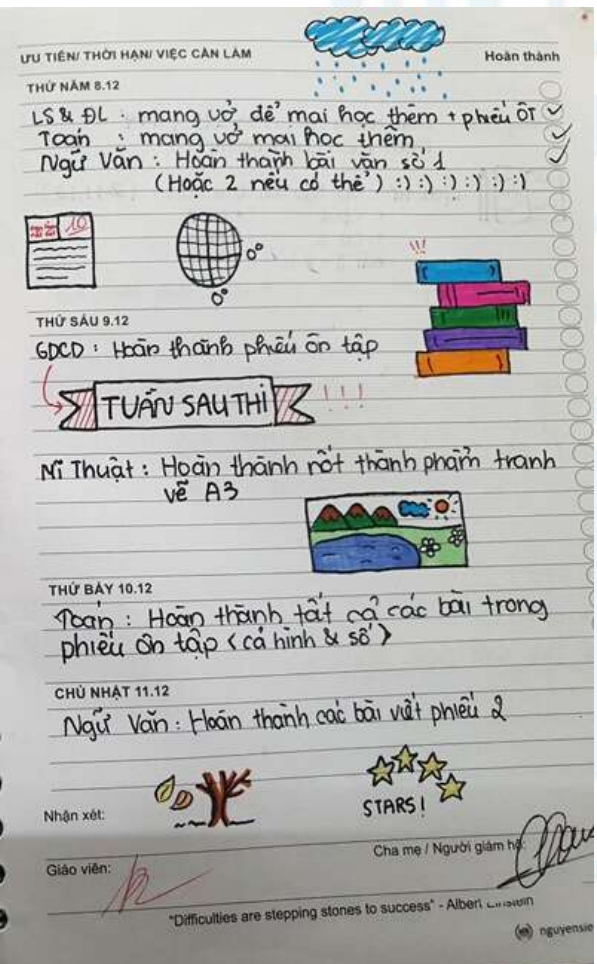 ƯU TIÊN/ THỜI HẠN/ VIỆC CẦN LÀM
Hoàn thành
THỨ NĂM 8.12
LS & ĐL : mang vở để mai học thêm + phiếu ÔT
Toán : mang vở mai học thêm
Ngữ Văn : Hoàn thành bài văn số 1
(Hoặc 2 nếu có thể) :) :) :) :) :) :)
10
0°
0°
!!!
THỨ SÁU 9.12
GDCD : Hoàn thành phiếu ôn tập
TUẦN SAU THI !!!
Mĩ Thuật : Hoàn thành nốt thành phẩm tranh
vẽ A3
THỨ BẢY 10.12
Toán : Hoàn thành tất cả các bài trong
phiếu ôn tập (cả hình & số)
CHỦ NHẬT 11.12
Ngữ Văn : Hoàn thành các bài viết phiếu 2
STARS!
Nhận xét:
Cha mẹ / Người giám hộ:
Giáo viên:
"Difficulties are stepping stones to success" - Albert
nguyensie